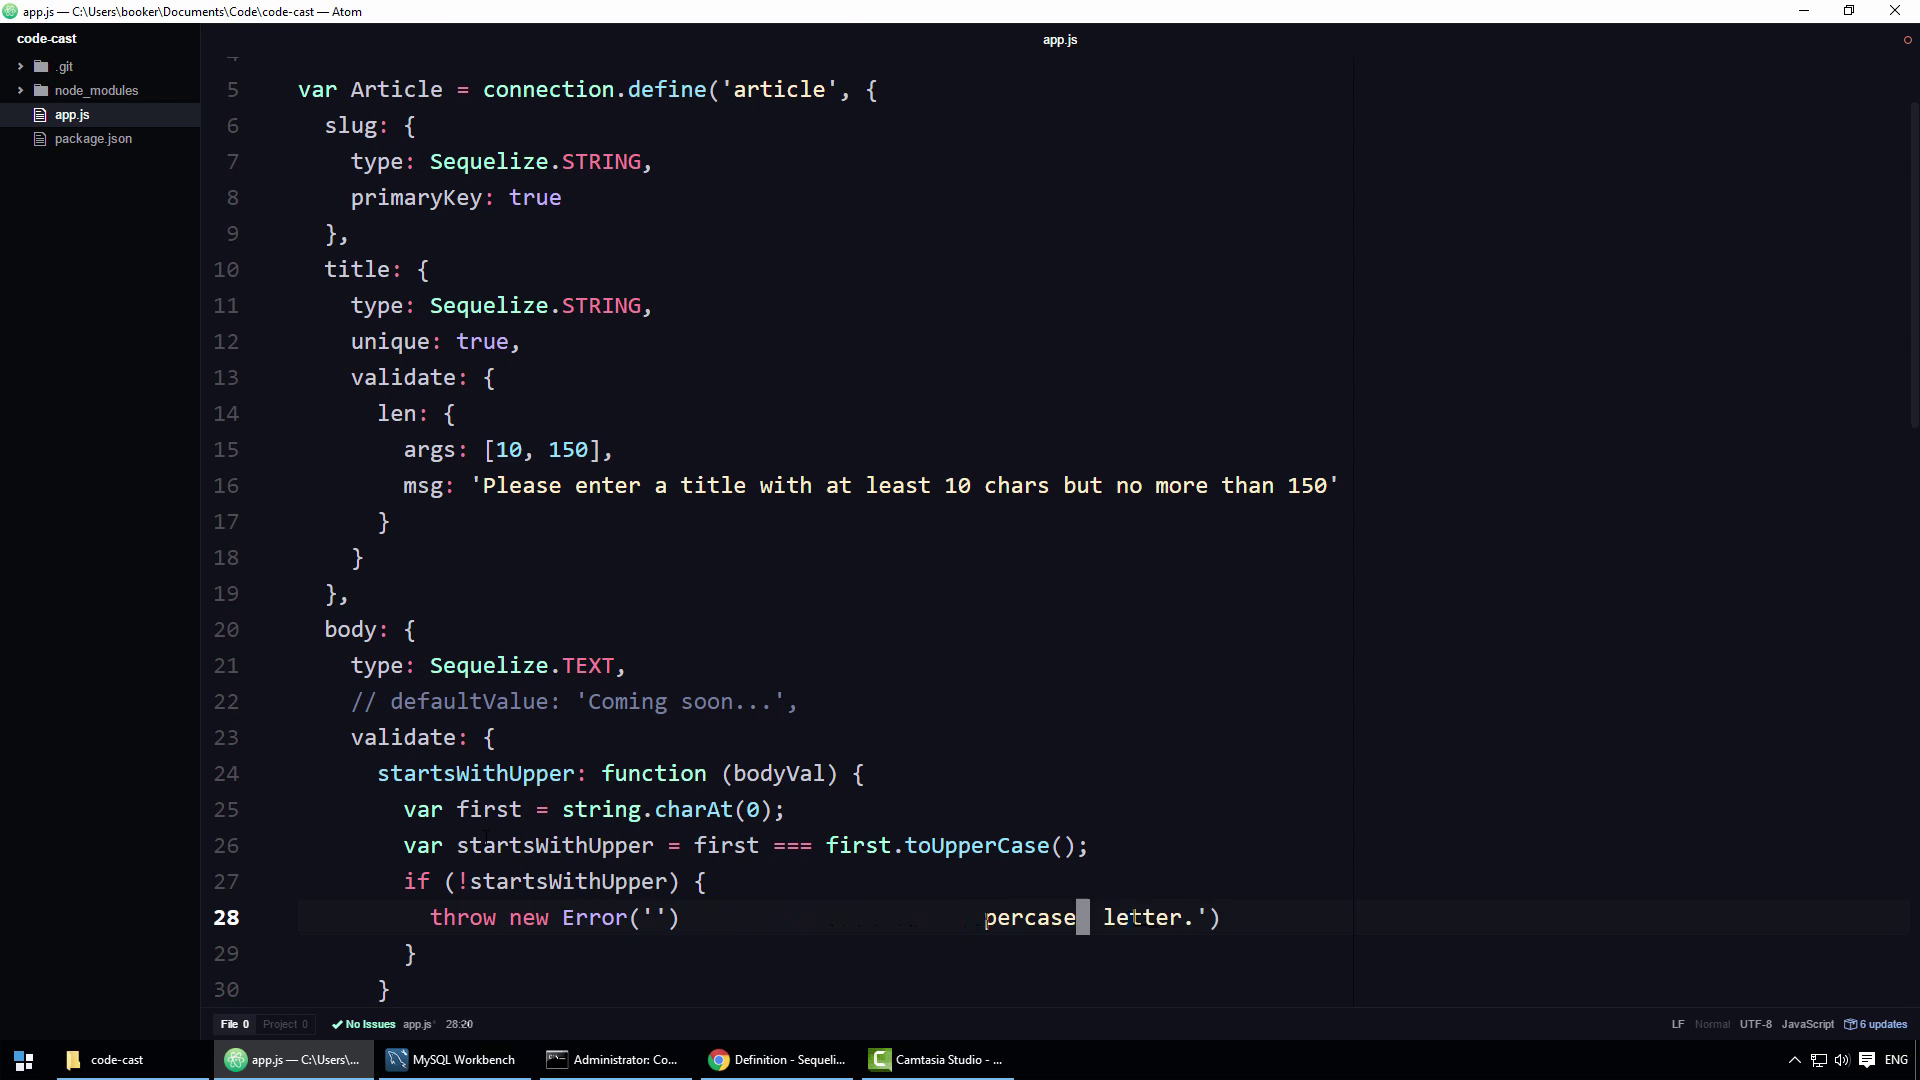 app.js — C:\Users\booker\Documents\Code\code-cast — Atom
code-cast
.git
node_modules
app.js
package.json
app.js
5 var Article = connection.define('article', {
6 slug: {
7 type: Sequelize.STRING,
8 primaryKey: true
9 },
10 title: {
11 type: Sequelize.STRING,
12 unique: true,
13 validate: {
14 len: {
15 args: [10, 150],
16 msg: 'Please enter a title with at least 10 chars but no more than 150'
17 }
18 }
19 },
20 body: {
21 type: Sequelize.TEXT,
22 // defaultValue: 'Coming soon...',
23 validate: {
24 startsWithUpper: function (bodyVal) {
25 var first = string.charAt(0);
26 var startsWithUpper = first === first.toUpperCase();
27 if (!startsWithUpper) {
28 throw new Error('') percase letter.')
29 }
30 }
File 0 Project 0 No Issues app.js* 28:20 LF Normal UTF-8 JavaScript 6 updates
code-cast app.js — C:\Users\... MySQL Workbench Administrator: Co... Definition - Sequeli... Camtasia Studio - ... ENG